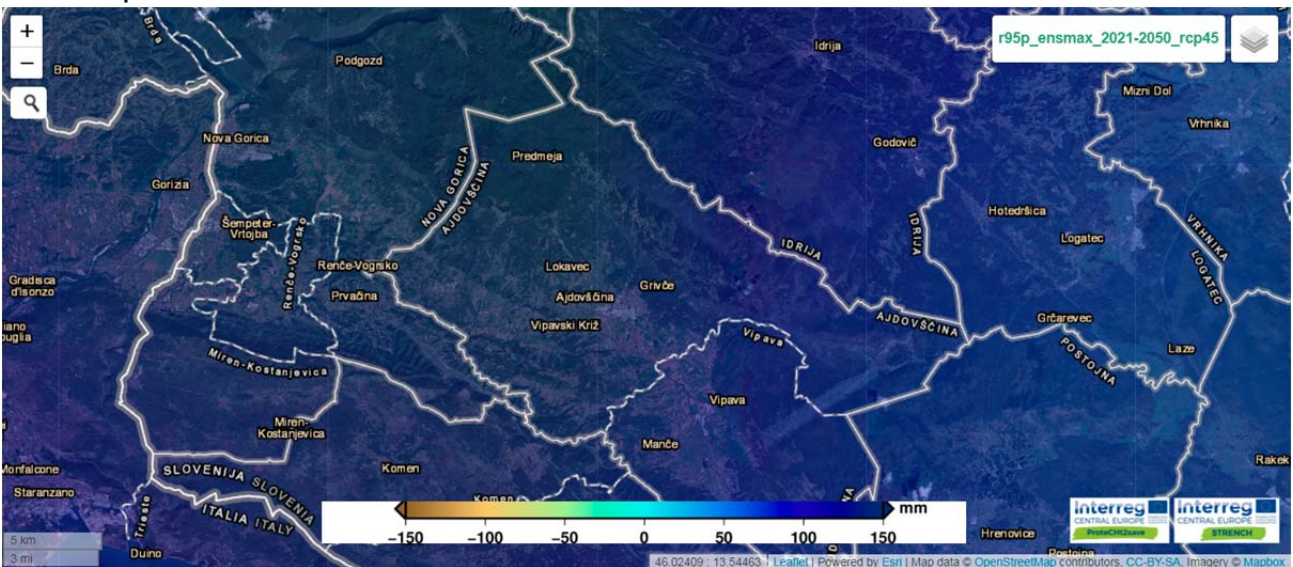 +
−
r95p_ensmax_2021-2050_rcp45
Brda
Brda
Podgozd
Idrija
Mizni Dol
Vrhnika
Nova Gorica
Godovič
Predmeja
NOVA GORICA
AJDOVŠČINA
Gorizia
Hotedršica
Šempeter-
Vrtojba
Renče-Vogrsko
IDRIJA
IDRIJA
Logatec
VRHNIKA
LOGATEC
Renče-Vogrsko
Lokavec
Gradisca
d'Isonzo
Prvačina
Ajdovščina
Grivče
Vipavski Križ
AJDOVŠČINA
Grčarevec
Vipava
POSTOJNA
Laze
Miren-Kostanjevica
Vipava
Miren-
Kostanjevica
Manče
Komen
Rakek
Monfalcone
SLOVENIJA SLOVENIA
Staranzano
Komen
ITALIA ITALY
Trieste
mm
−150 −100 −50 0 50 100 150
Interreg
CENTRAL EUROPE
ProteCHt2save
Interreg
CENTRAL EUROPE
STRENCH
Hrenovice
Postojna
5 km
3 mi
Duino
46.02409 : 13.54463 | Leaflet | Powered by Esri | Map data © OpenStreetMap contributors, CC-BY-SA, Imagery © Mapbox